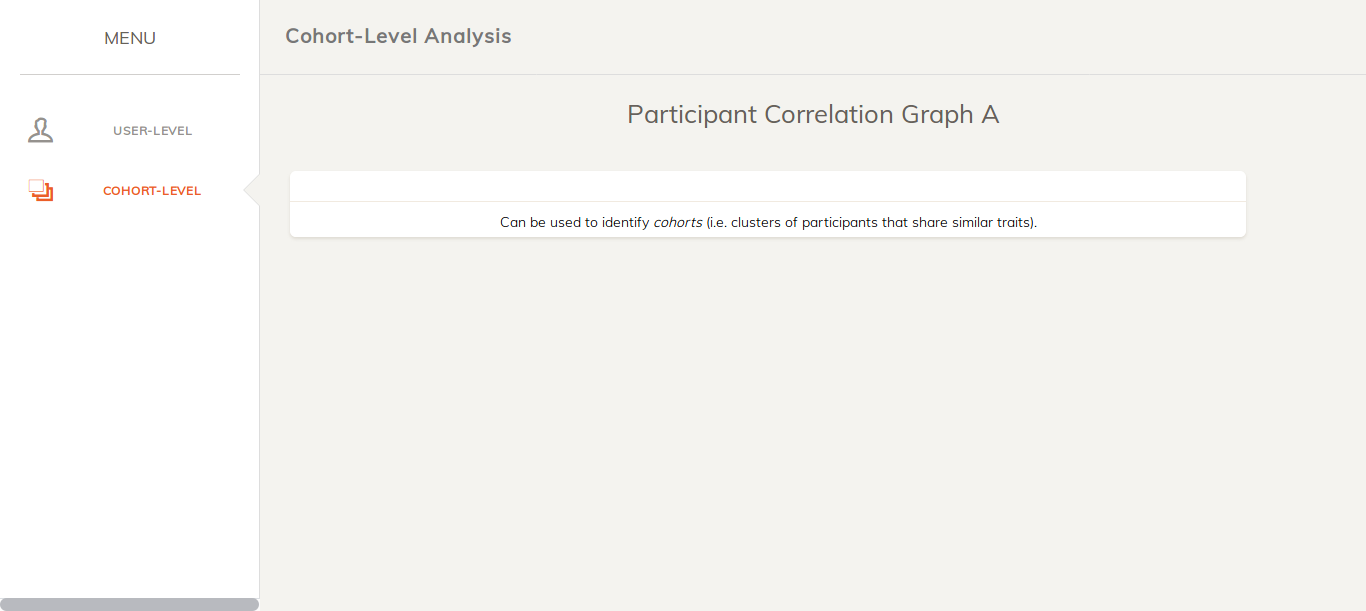 MENU
Cohort-Level Analysis
USER-LEVEL
COHORT-LEVEL
Participant Correlation Graph A
Can be used to identify cohorts (i.e. clusters of participants that share similar traits).